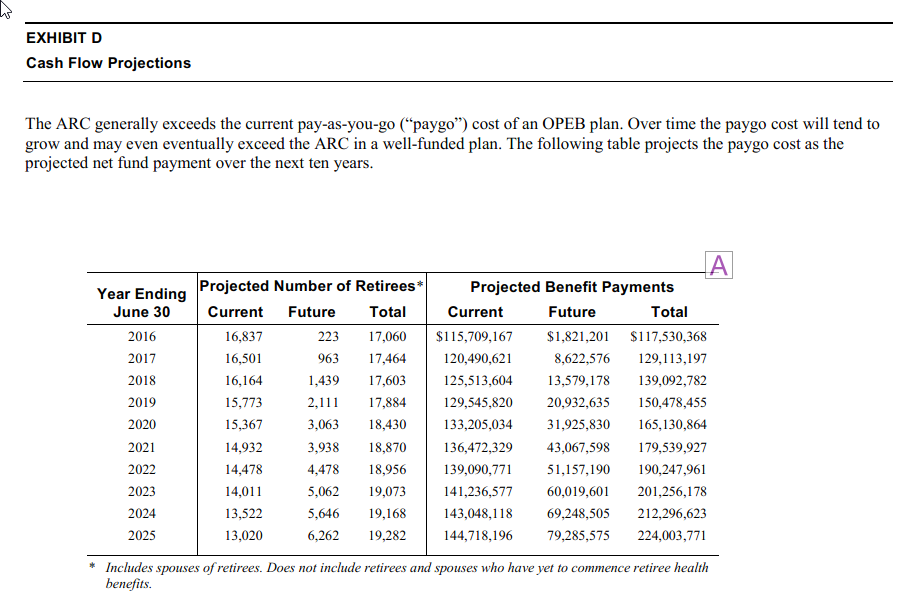 EXHIBIT D
Cash Flow Projections
The ARC generally exceeds the current pay-as-you-go (“paygo”) cost of an OPEB plan. Over time the paygo cost will tend to
grow and may even eventually exceed the ARC in a well-funded plan. The following table projects the paygo cost as the
projected net fund payment over the next ten years.
A
Year Ending June 30 Projected Number of Retirees* Projected Benefit Payments
Current Future Total Current Future Total
2016 16,837 223 17,060 $115,709,167 $1,821,201 $117,530,368
2017 16,501 963 17,464 120,490,621 8,622,576 129,113,197
2018 16,164 1,439 17,603 125,513,604 13,579,178 139,092,782
2019 15,773 2,111 17,884 129,545,820 20,932,635 150,478,455
2020 15,367 3,063 18,430 133,205,034 31,925,830 165,130,864
2021 14,932 3,938 18,870 136,472,329 43,067,598 179,539,927
2022 14,478 4,478 18,956 139,090,771 51,157,190 190,247,961
2023 14,011 5,062 19,073 141,236,577 60,019,601 201,256,178
2024 13,522 5,646 19,168 143,048,118 69,248,505 212,296,623
2025 13,020 6,262 19,282 144,718,196 79,285,575 224,003,771
* Includes spouses of retirees. Does not include retirees and spouses who have yet to commence retiree health
benefits.